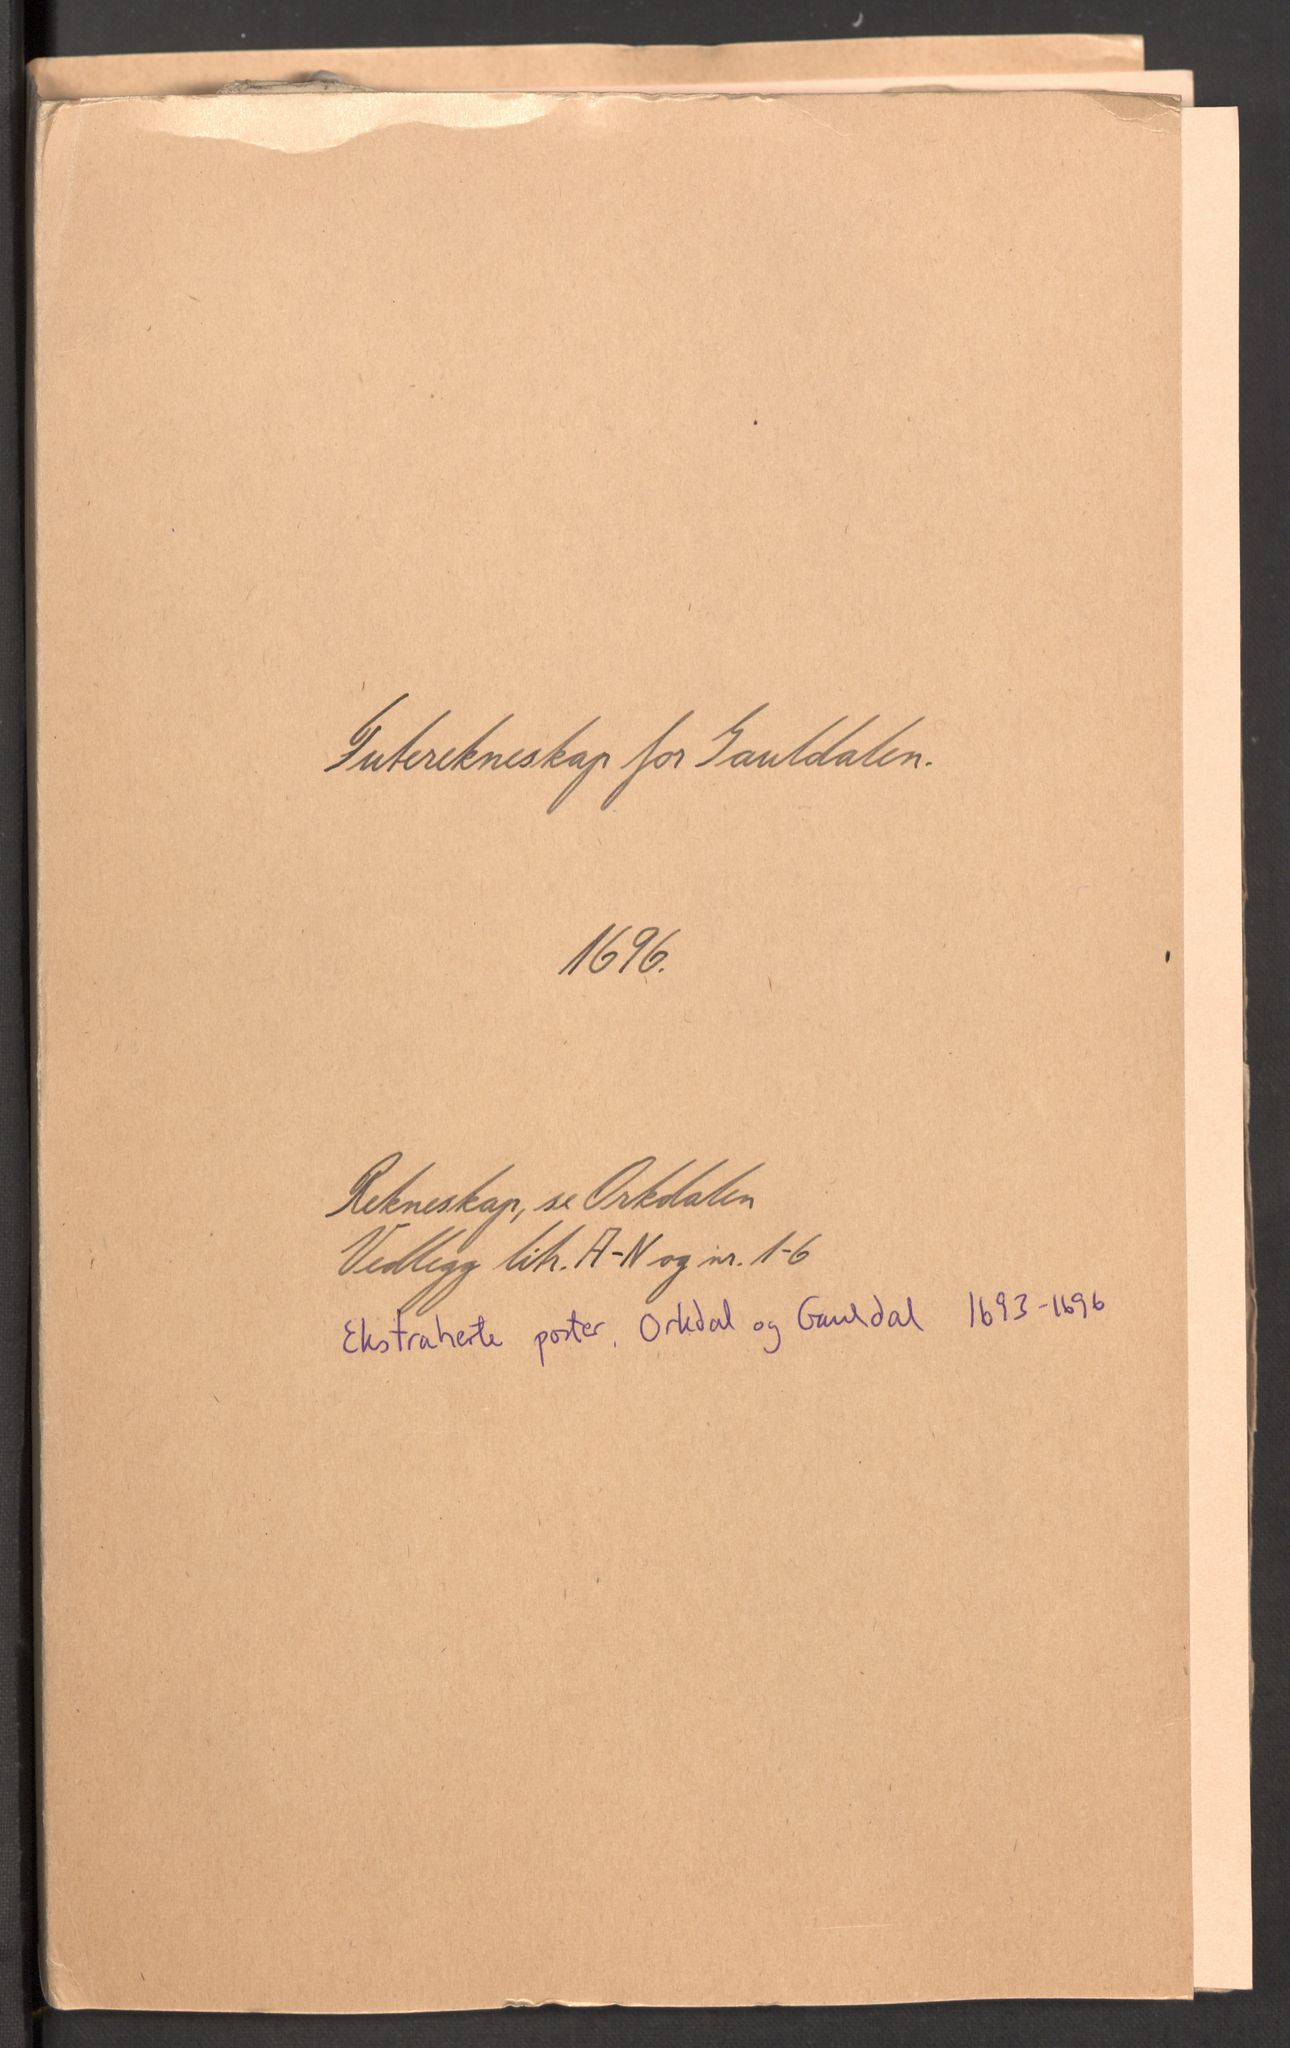 Futerekneskap for Gauldalen.
1696.
Rekneskap, se Orkdalen
Vedlegg litr. A-N og nr. 1-6
Ekstraherte poster, Orkdal og Gauldal 1693-1696